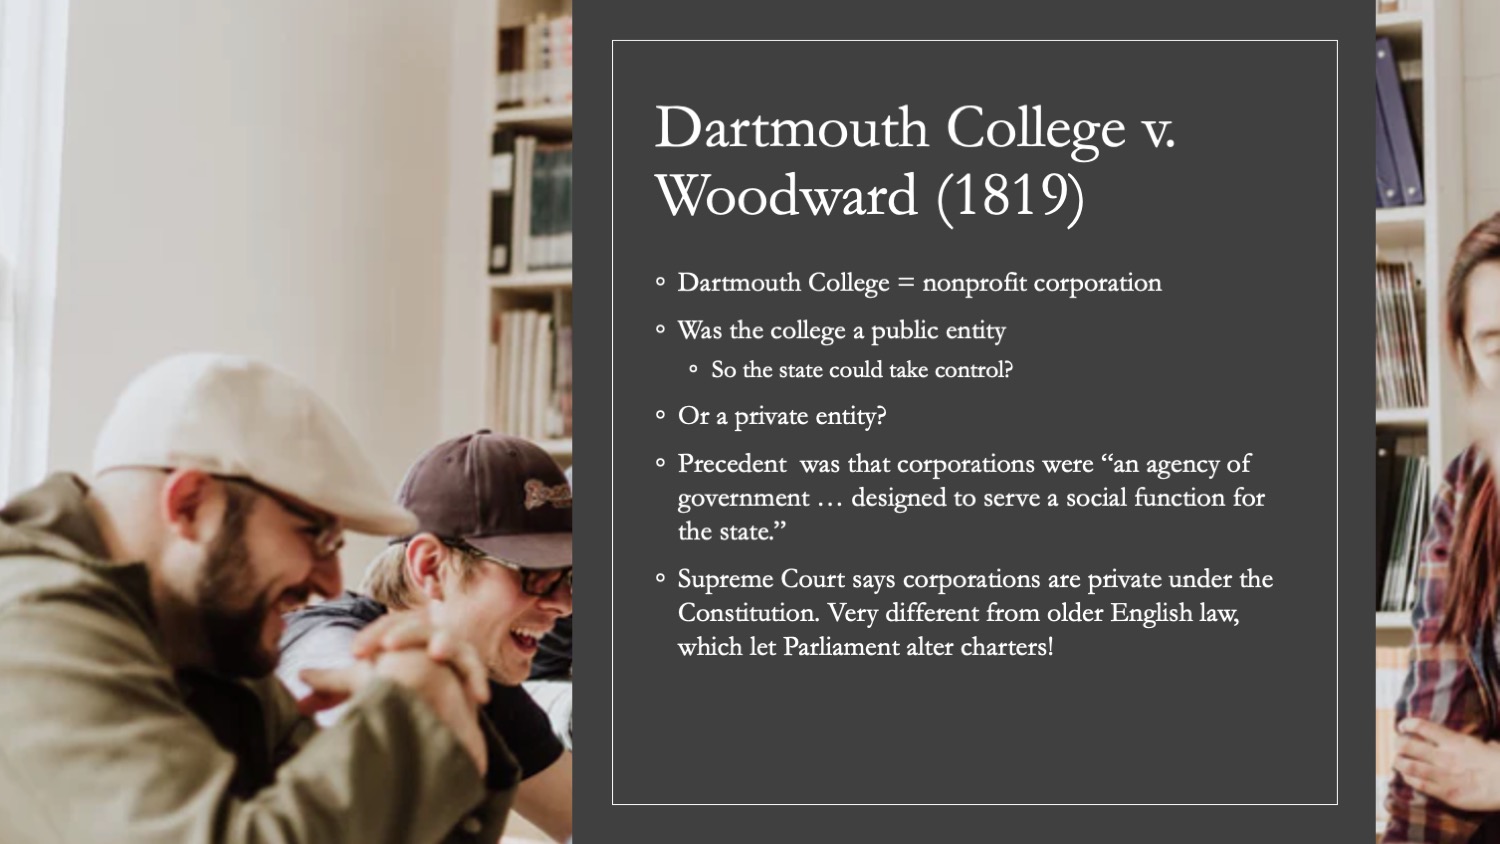 Dartmouth College v.
Woodward (1819)
Dartmouth College = nonprofit corporation
Was the college a public entity
So the state could take control?
Or a private entity?
Precedent  was that corporations were “an agency of
government … designed to serve a social function for
the state.”
Supreme Court says corporations are private under the
Constitution. Very different from older English law,
which let Parliament alter charters!